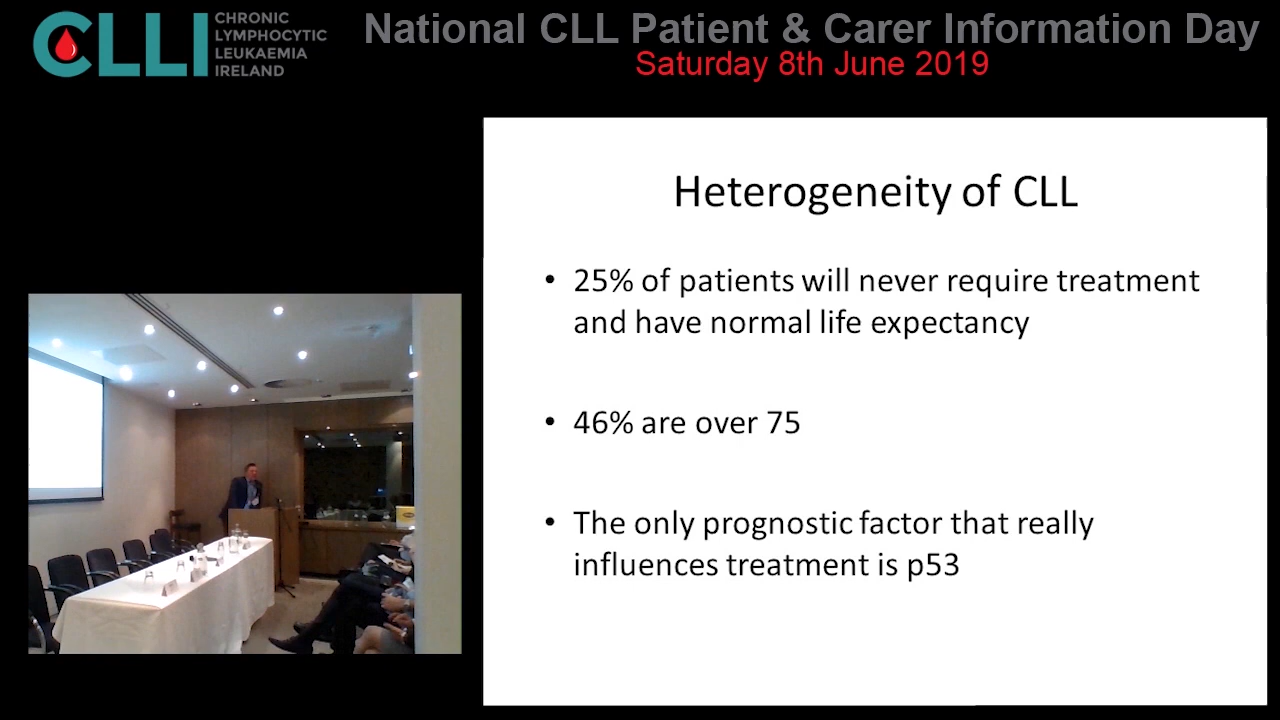 CLLI
CHRONIC
LYMPHOCYTIC
LEUKAEMIA
IRELAND
National CLL Patient & Carer Information Day
Saturday 8th June 2019
Heterogeneity of CLL
• 25% of patients will never require treatment
and have normal life expectancy
• 46% are over 75
• The only prognostic factor that really
influences treatment is p53